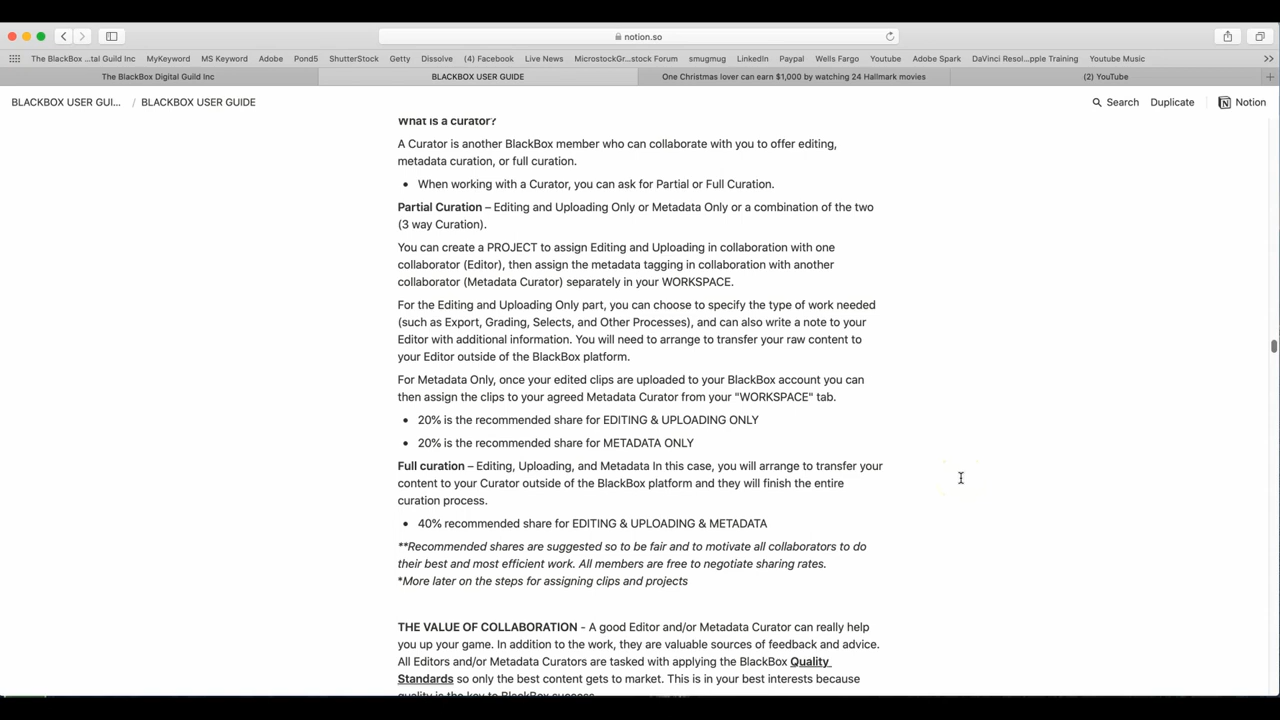 notion.so
The BlackBox ...tal Guild Inc MyKeyword MS Keyword Adobe Pond5 ShutterStock Getty Dissolve (4) Facebook Live News MicrostockGr...stock Forum smugmug LinkedIn Paypal Wells Fargo Youtube Adobe Spark DaVinci Resol...pple Training Youtube Music
The BlackBox Digital Guild Inc BLACKBOX USER GUIDE One Christmas lover can earn $1,000 by watching 24 Hallmark movies (2) YouTube
BLACKBOX USER GUI... / BLACKBOX USER GUIDE Search Duplicate Notion
What is a curator?
A Curator is another BlackBox member who can collaborate with you to offer editing,
metadata curation, or full curation.
• When working with a Curator, you can ask for Partial or Full Curation.
Partial Curation – Editing and Uploading Only or Metadata Only or a combination of the two
(3 way Curation).
You can create a PROJECT to assign Editing and Uploading in collaboration with one
collaborator (Editor), then assign the metadata tagging in collaboration with another
collaborator (Metadata Curator) separately in your WORKSPACE.
For the Editing and Uploading Only part, you can choose to specify the type of work needed
(such as Export, Grading, Selects, and Other Processes), and can also write a note to your
Editor with additional information. You will need to arrange to transfer your raw content to
your Editor outside of the BlackBox platform.
For Metadata Only, once your edited clips are uploaded to your BlackBox account you can
then assign the clips to your agreed Metadata Curator from your "WORKSPACE" tab.
• 20% is the recommended share for EDITING & UPLOADING ONLY
• 20% is the recommended share for METADATA ONLY
Full curation – Editing, Uploading, and Metadata In this case, you will arrange to transfer your
content to your Curator outside of the BlackBox platform and they will finish the entire
curation process.
• 40% recommended share for EDITING & UPLOADING & METADATA
**Recommended shares are suggested so to be fair and to motivate all collaborators to do
their best and most efficient work. All members are free to negotiate sharing rates.
*More later on the steps for assigning clips and projects
THE VALUE OF COLLABORATION - A good Editor and/or Metadata Curator can really help
you up your game. In addition to the work, they are valuable sources of feedback and advice.
All Editors and/or Metadata Curators are tasked with applying the BlackBox Quality
Standards so only the best content gets to market. This is in your best interests because
quality is the key to BlackBox success.